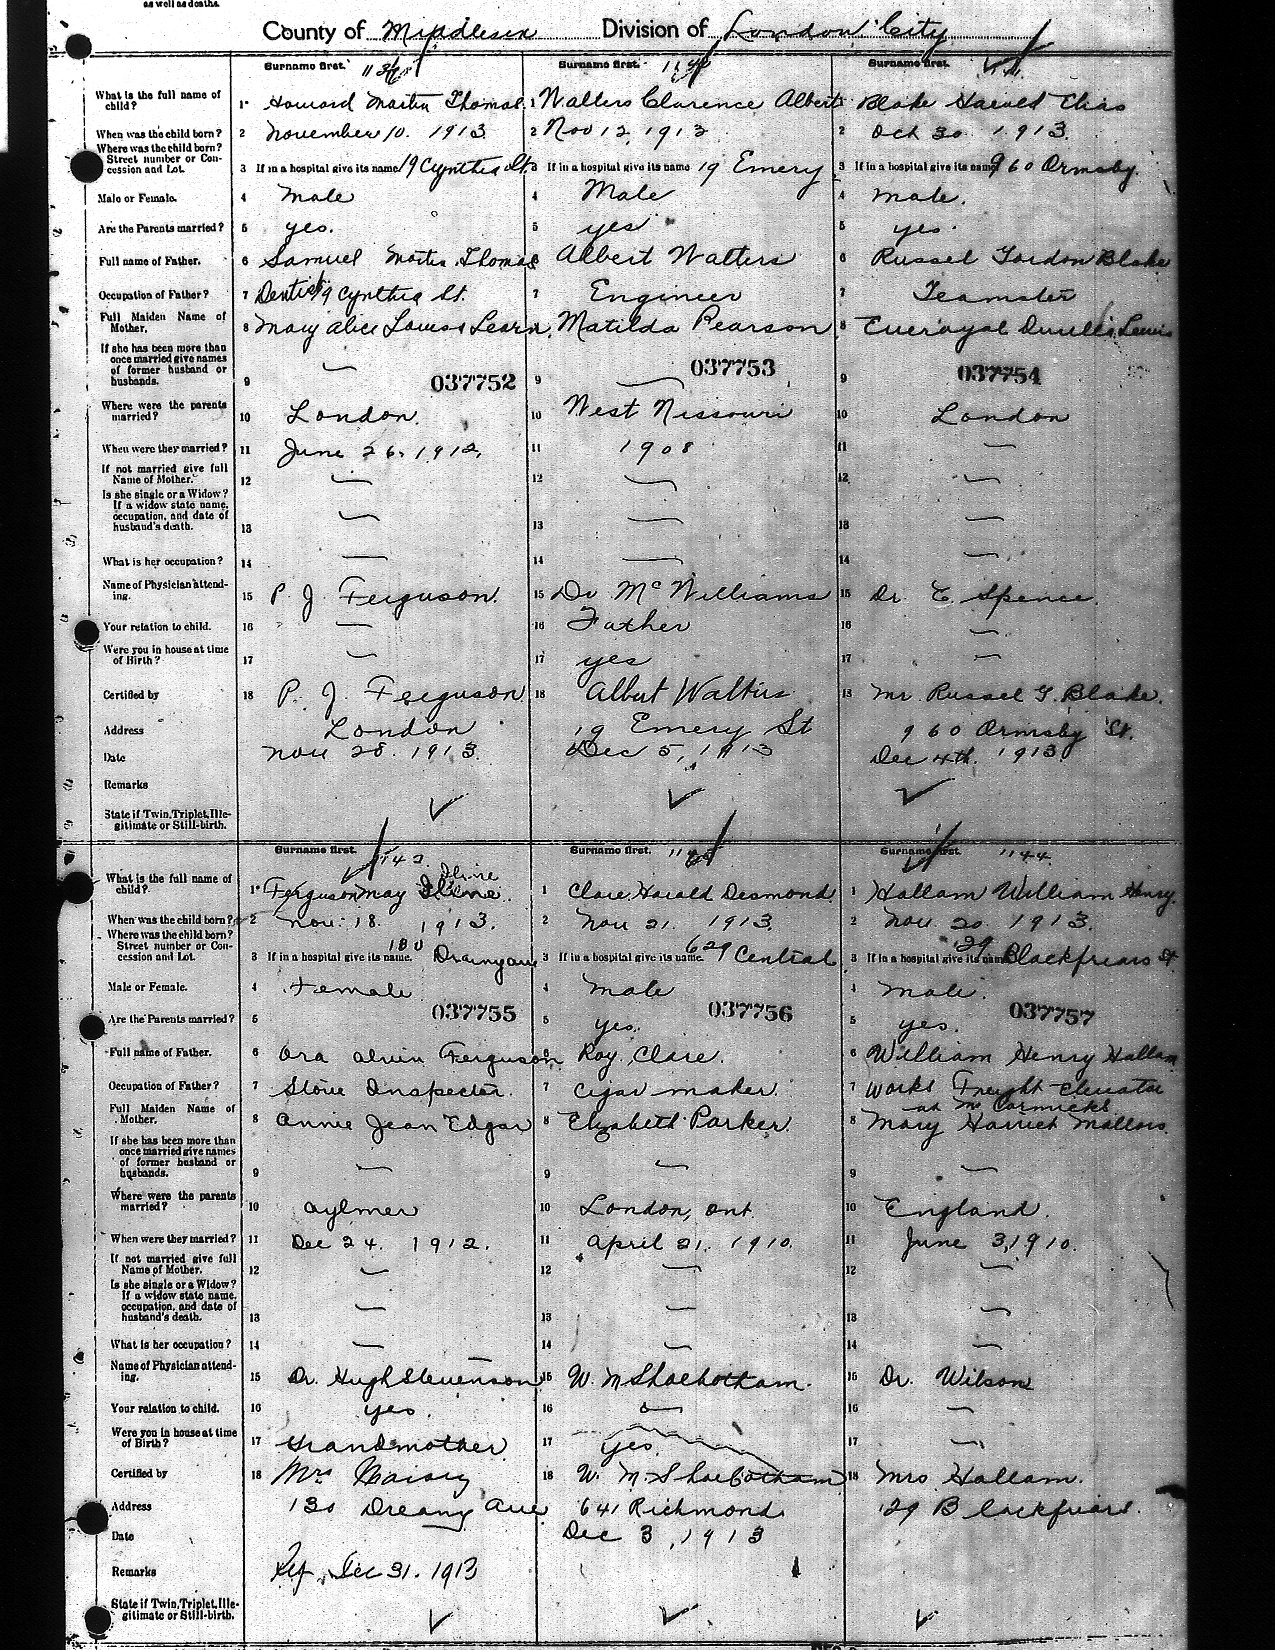 as well as deaths.
County of Middlesex Division of London City
Surname first. Surname first. Surname first.
What is the full name of child? 1 Howard Martin Thomas 1 Walters Clarence Albert 1 Blake Harold Elias
When was the child born? 2 November 10. 1913 2 Nov 12, 1913 2 Oct 30 1913.
Where was the child born? Street number or Concession and Lot. 3 If in a hospital give its name 19 Cynthia St. 3 If in a hospital give its name 19 Emery 3 If in a hospital give its name 960 Ormsby.
Male or Female. 4 male 4 Male 4 male.
Are the Parents married? 5 yes. 5 yes 5 yes.
Full name of Father. 6 Samuel Martin Thomas 6 Albert Walters 6 Russel Gordon Blake
Occupation of Father? 7 Dentist 19 Cynthia St. 7 Engineer 7 Teamster
Full Maiden Name of Mother. 8 Mary Alice Louisa Learn 8 Matilda Pearson 8 Lewis
If she has been more than once married give names of former husband or husbands. 9 — 037752 9 — 037753 9 037754
Where were the parents married? 10 London. 10 West Nissouri 10 London
When were they married? 11 June 26. 1912. 11 1908 11 —
If not married give full Name of Mother. 12 — 12 — 12 —
Is she single or a Widow? If a widow state name, occupation, and date of husband's death. 13 — 13 — 13 —
What is her occupation? 14 — 14 — 14 —
Name of Physician attending. 15 P. J. Ferguson. 15 Dr McWilliams 15 Dr. E Spence.
Your relation to child. 16 — 16 Father 16 —
Were you in house at time of Birth? 17 — 17 yes 17 —
Certified by 18 P. J. Ferguson 18 Albert Walters 18 Mr Russel G. Blake.
Address London 19 Emery St 960 Ormsby St.
Date Nov 28. 1913. Dec 5, 1913 Dec 4th. 1913.
Remarks
State if Twin, Triplet, Illegitimate or Still-birth.
Surname first. 1142 Surname first. Surname first. 1144
What is the full name of child? 1 Ferguson May Ilene 1 Clare Harald Desmond 1 Hallam William Henry.
When was the child born? 2 Nov. 18. 1913. 2 Nov 21. 1913. 2 Nov 20 1913.
Where was the child born? Street number or Concession and Lot. 3 If in a hospital give its name. 3 If in a hospital give its name. 629 Central 3 If in a hospital give its name 29 Blackfriars St
Male or Female. 4 Female 4 male 4 male.
Are the Parents married? 5 037755 5 yes. 037756 5 yes. 037757
Full name of Father. 6 Ora Alvin Ferguson 6 Roy Clare. 6 William Henry Hallam
Occupation of Father? 7 Stove Inspector. 7 Cigar maker. 7 works Freight Elevator at McCormicks
Full Maiden Name of Mother. 8 Annie Jean Edgar 8 Elizabeth Parker. 8 Mary Harriet
If she has been more than once married give names of former husband or husbands. 9 — 9 — 9 —
Where were the parents married? 10 Aylmer 10 London, Ont 10 England.
When were they married? 11 Dec 24. 1912. 11 April 21. 1910. 11 June 3, 1910.
If not married give full Name of Mother. 12 — 12 — 12 —
Is she single or a Widow? If a widow state name, occupation, and date of husband's death. 13 — 13 — 13 —
What is her occupation? 14 — 14 — 14 —
Name of Physician attending. 15 Dr. Hugh Stevenson 15 W. M Shoebotham. 15 Dr. Wilson
Your relation to child. 16 yes. 16 — 16 —
Were you in house at time of Birth? 17 Grandmother 17 yes. 17 —
Certified by 18 Mrs 18 W. M. Shoebotham 18 Mrs Hallam.
Address 130 Ave 641 Richmond 29 Blackfriars.
Date Dec 3, 1913
Remarks Dec 31. 1913
State if Twin, Triplet, Illegitimate or Still-birth.